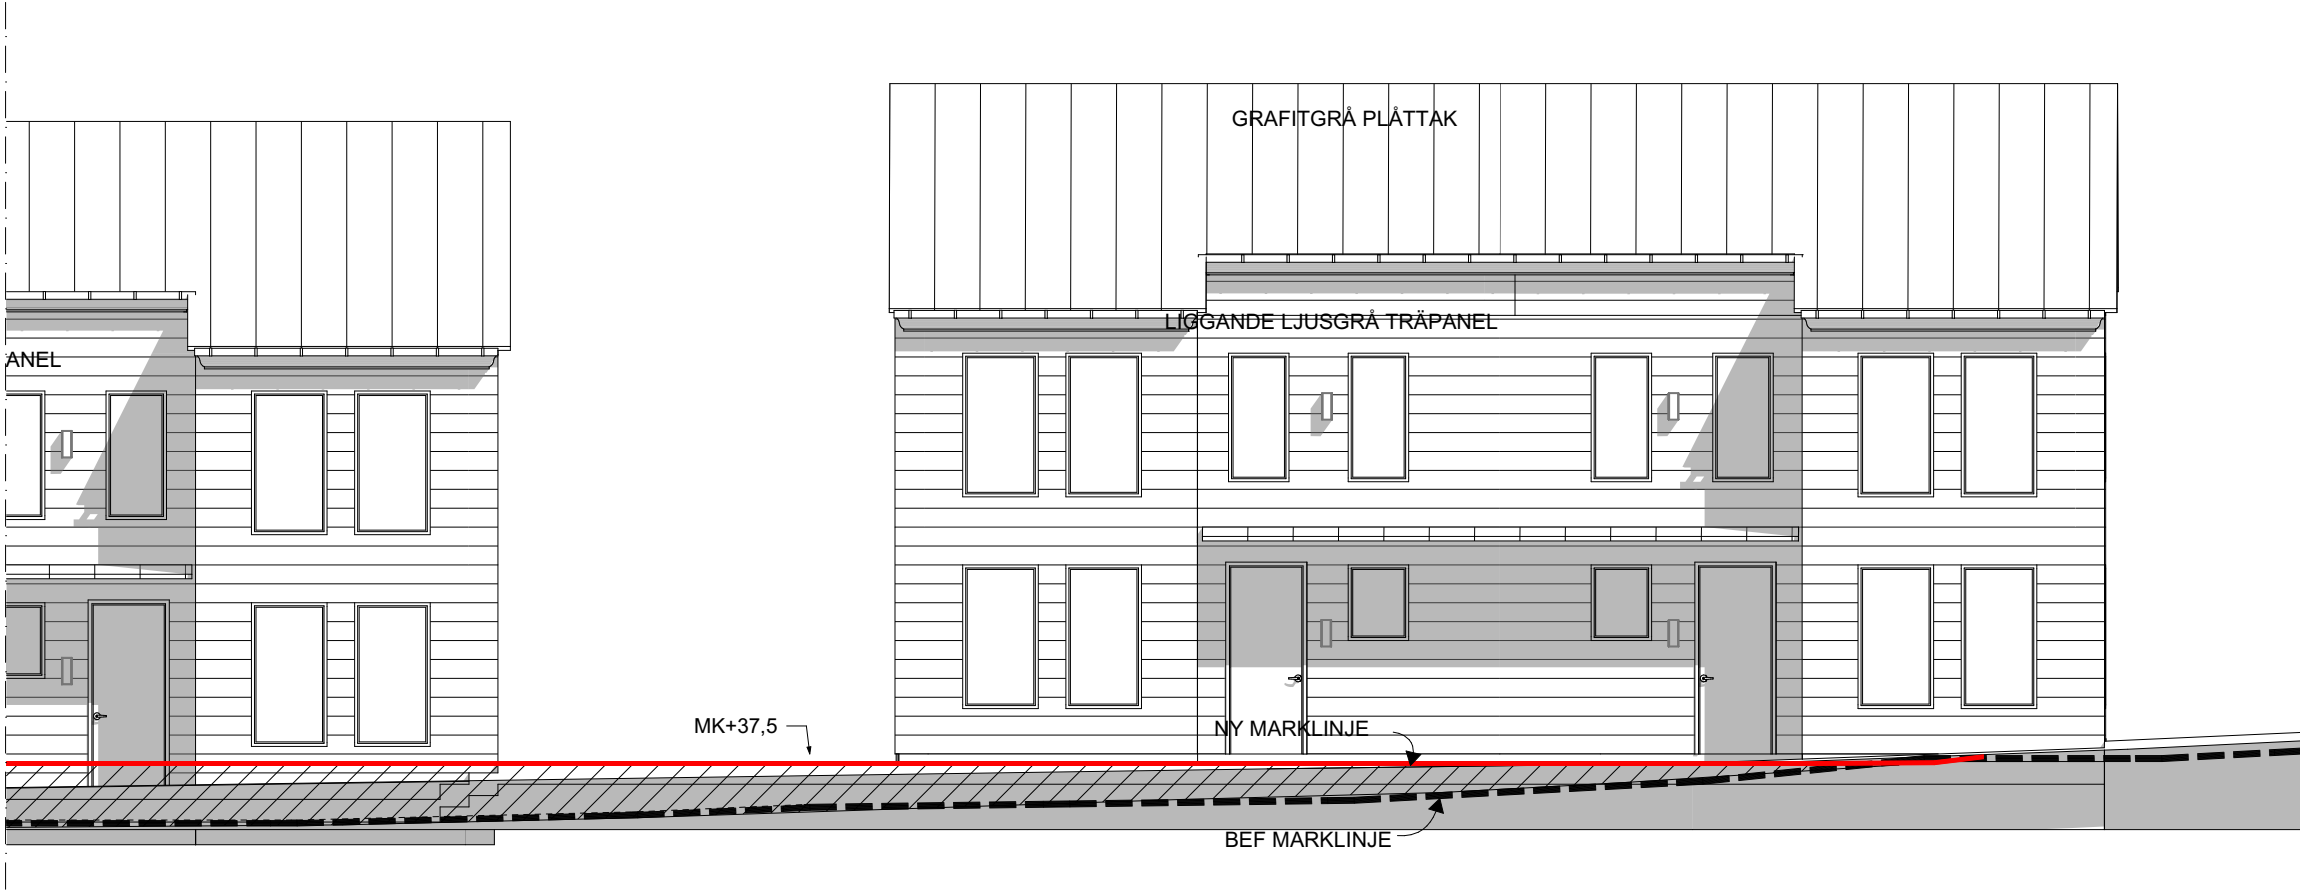 GRAFITGRÅ PLÅTTAK
LIGGANDE LJUSGRÅ TRÄPANEL
ANEL
MK+37,5
NY MARKLINJE
BEF MARKLINJE